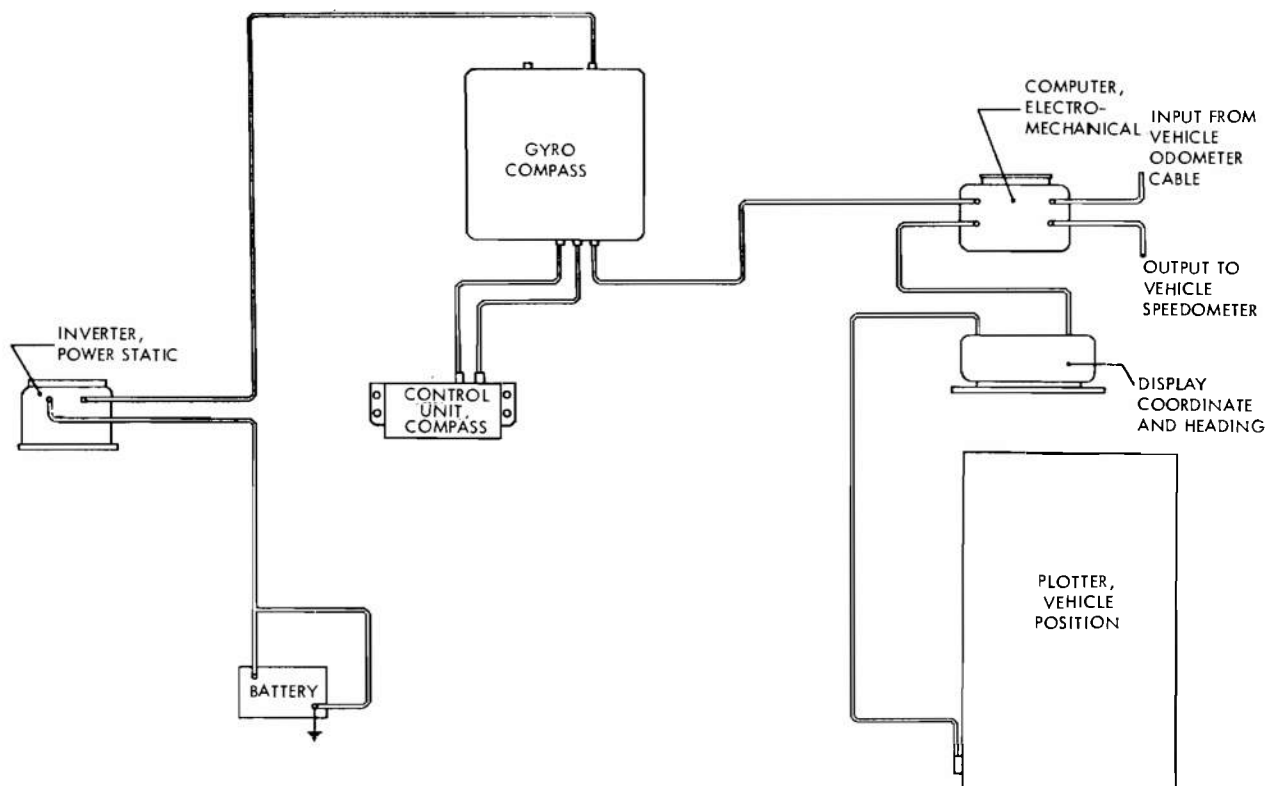 GYRO
COMPASS
COMPUTER,
ELECTRO-
MECHANICAL
INPUT FROM
VEHICLE
ODOMETER
CABLE
OUTPUT TO
VEHICLE
SPEEDOMETER
INVERTER,
POWER STATIC
CONTROL
UNIT,
COMPASS
DISPLAY
COORDINATE
AND HEADING
PLOTTER,
VEHICLE
POSITION
BATTERY